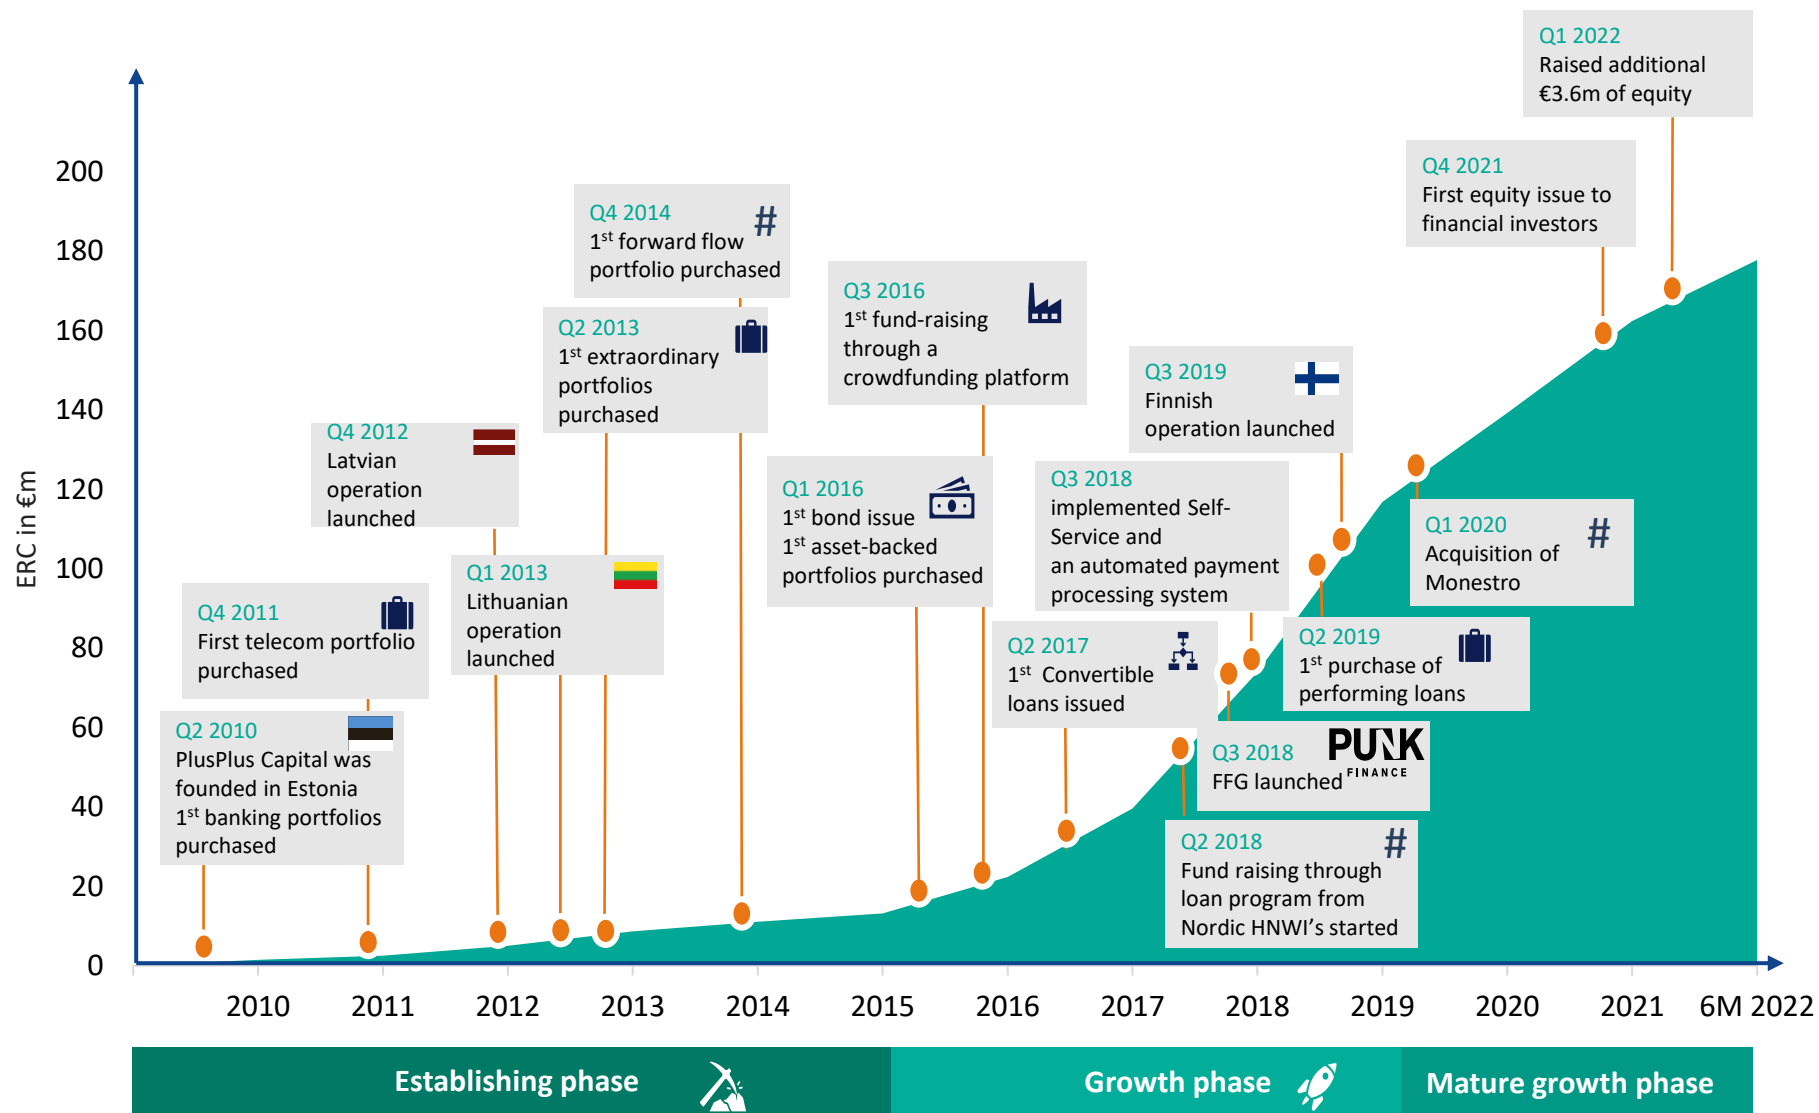 Q1 2022
Raised additional
€3.6m of equity
Q4 2021
First equity issue to
financial investors
Q4 2014
#
1st forward flow
portfolio purchased
Q2 2013
1st extraordinary
portfolios
purchased
Q3 2016
1st fund-raising
through a
crowdfunding platform
Q3 2019
Finnish
operation launched
Q4 2012
Latvian
operation
launched
Q1 2016
1st bond issue
1st asset-backed
portfolios purchased
Q3 2018
implemented Self-
Service and
an automated payment
processing system
Q1 2020
#
Acquisition of
Monestro
Q1 2013
Lithuanian
operation
launched
Q4 2011
First telecom portfolio
purchased
Q2 2017
1st Convertible
loans issued
Q2 2019
1st purchase of
performing loans
Q2 2010
PlusPlus Capital was
founded in Estonia
1st banking portfolios
purchased
Q3 2018
FFG launched
PUNK
FINANCE
Q2 2018
#
Fund raising through
loan program from
Nordic HNWI's started
ERC in €m
200
180
160
140
120
100
80
60
40
20
0
2010 2011 2012 2013 2014 2015 2016 2017 2018 2019 2020 2021 6M 2022
Establishing phase
Growth phase
Mature growth phase